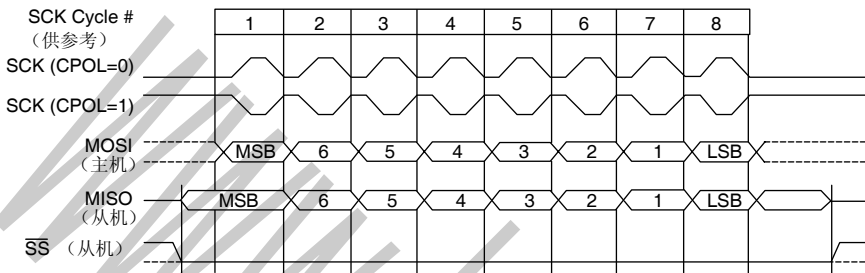 SCK Cycle # 1 2 3 4 5 6 7 8
（供参考）
SCK (CPOL=0)
SCK (CPOL=1)
MOSI MSB 6 5 4 3 2 1 LSB
（主机）
MISO MSB 6 5 4 3 2 1 LSB
（从机）
SS （从机）